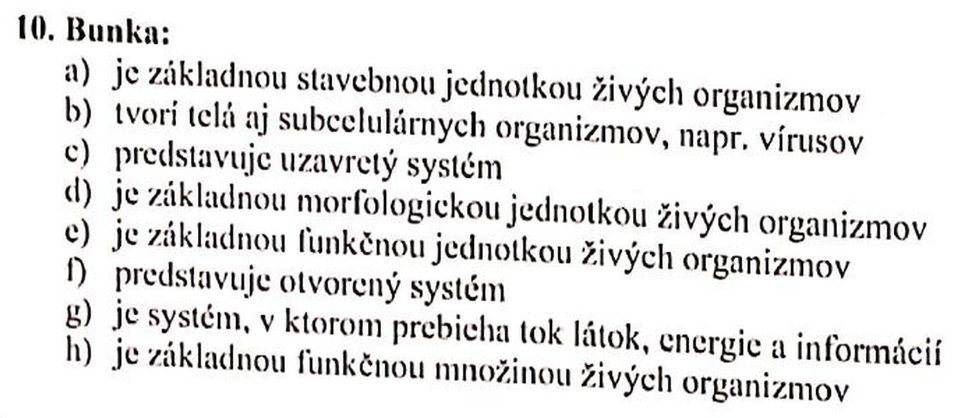 10. Bunka:
a) je základnou stavebnou jednotkou živých organizmov
b) tvorí telá aj subcelulárnych organizmov, napr. vírusov
c) predstavuje uzavretý systém
d) je základnou morfologickou jednotkou živých organizmov
e) je základnou funkčnou jednotkou živých organizmov
f) predstavuje otvorený systém
g) je systém, v ktorom prebieha tok látok, energie a informácií
h) je základnou funkčnou množinou živých organizmov